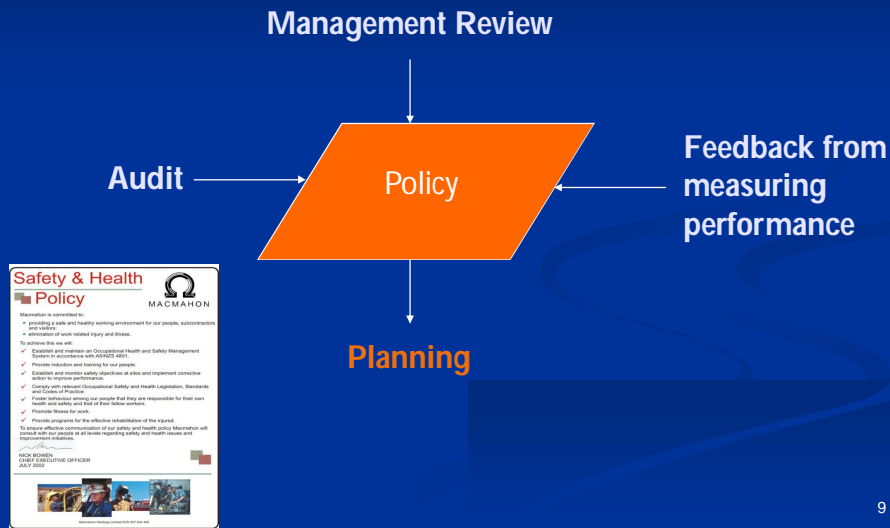 Management Review
Audit
Policy
Feedback from
measuring
performance
Planning
Safety & Health
Policy
MACMAHON
Macmahon is committed to:
providing a safe and healthy working environment for our people, subcontractors
and visitors;
elimination of work related injury and illness.
To achieve this we will:
Establish and maintain an Occupational Health and Safety Management
System in accordance with AS/NZS 4801.
Provide induction and training for our people.
Establish and monitor safety objectives at sites and implement corrective
action to improve performance.
Comply with relevant Occupational Safety and Health Legislation, Standards
and Codes of Practice.
Foster behaviour among our people that they are responsible for their own
health and safety and that of their fellow workers.
Promote fitness for work.
Provide programs for the effective rehabilitation of the injured.
To ensure effective communication of our safety and health policy Macmahon will
consult with our people at all levels regarding safety and health issues and
improvement initiatives.
NICK BOWEN
CHIEF EXECUTIVE OFFICER
JULY 2002
Macmahon Holdings Limited ACN
9